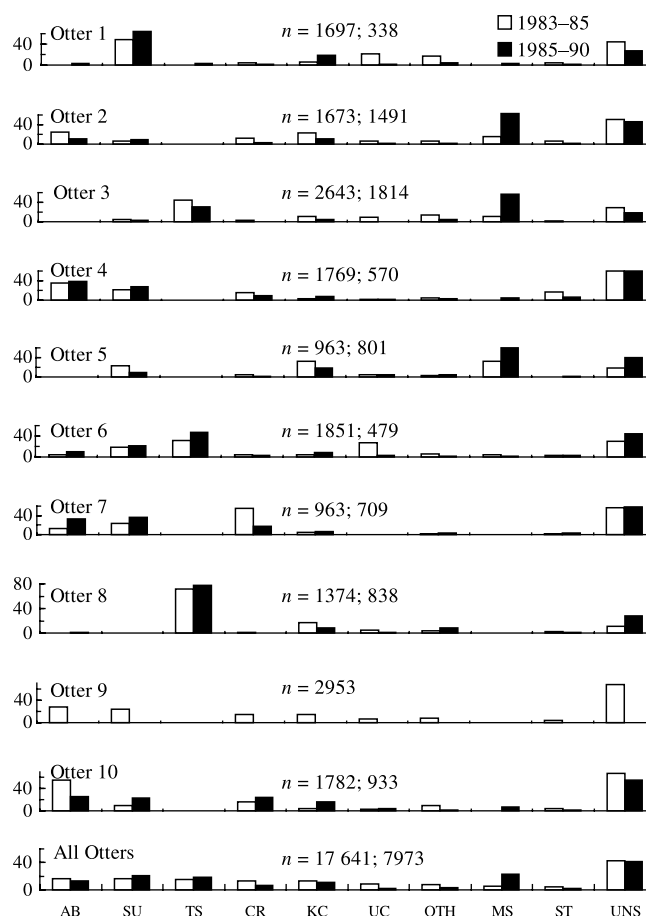 1983–85
1985–90
Otter 1
n = 1697; 338
40
0
Otter 2
n = 1673; 1491
40
0
Otter 3
n = 2643; 1814
40
0
Otter 4
n = 1769; 570
40
0
Otter 5
n = 963; 801
40
0
Otter 6
n = 1851; 479
40
0
Otter 7
n = 963; 709
40
0
80
Otter 8
n = 1374; 838
40
0
Otter 9
n = 2953
40
0
Otter 10
n = 1782; 933
40
0
All Otters
n = 17 641; 7973
40
0
AB SU TS CR KC UC OTH MS ST UNS